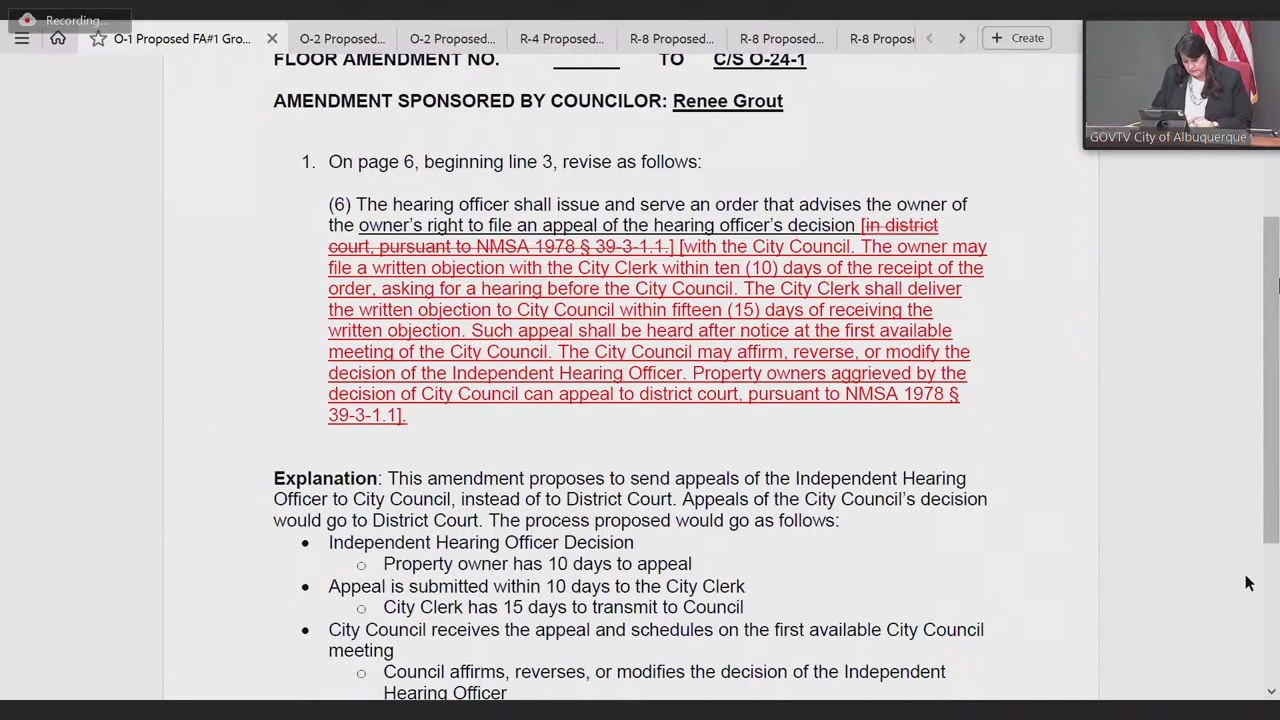 Recording...
O-1 Proposed FA#1 Gro...
O-2 Proposed...
O-2 Proposed...
R-4 Proposed...
R-8 Proposed...
R-8 Proposed...
R-8 Propos
Create
FLOOR AMENDMENT NO. ______ TO C/S O-24-1
AMENDMENT SPONSORED BY COUNCILOR: Renee Grout
GOVTV City of Albuquerque
1. On page 6, beginning line 3, revise as follows:
(6) The hearing officer shall issue and serve an order that advises the owner of
the owner's right to file an appeal of the hearing officer's decision [in district
court, pursuant to NMSA 1978 § 39-3-1.1.] [with the City Council. The owner may
file a written objection with the City Clerk within ten (10) days of the receipt of the
order, asking for a hearing before the City Council. The City Clerk shall deliver
the written objection to City Council within fifteen (15) days of receiving the
written objection. Such appeal shall be heard after notice at the first available
meeting of the City Council. The City Council may affirm, reverse, or modify the
decision of the Independent Hearing Officer. Property owners aggrieved by the
decision of City Council can appeal to district court, pursuant to NMSA 1978 §
39-3-1.1].
Explanation: This amendment proposes to send appeals of the Independent Hearing
Officer to City Council, instead of to District Court. Appeals of the City Council's decision
would go to District Court. The process proposed would go as follows:
• Independent Hearing Officer Decision
○ Property owner has 10 days to appeal
• Appeal is submitted within 10 days to the City Clerk
○ City Clerk has 15 days to transmit to Council
• City Council receives the appeal and schedules on the first available City Council
meeting
○ Council affirms, reverses, or modifies the decision of the Independent
Hearing Officer